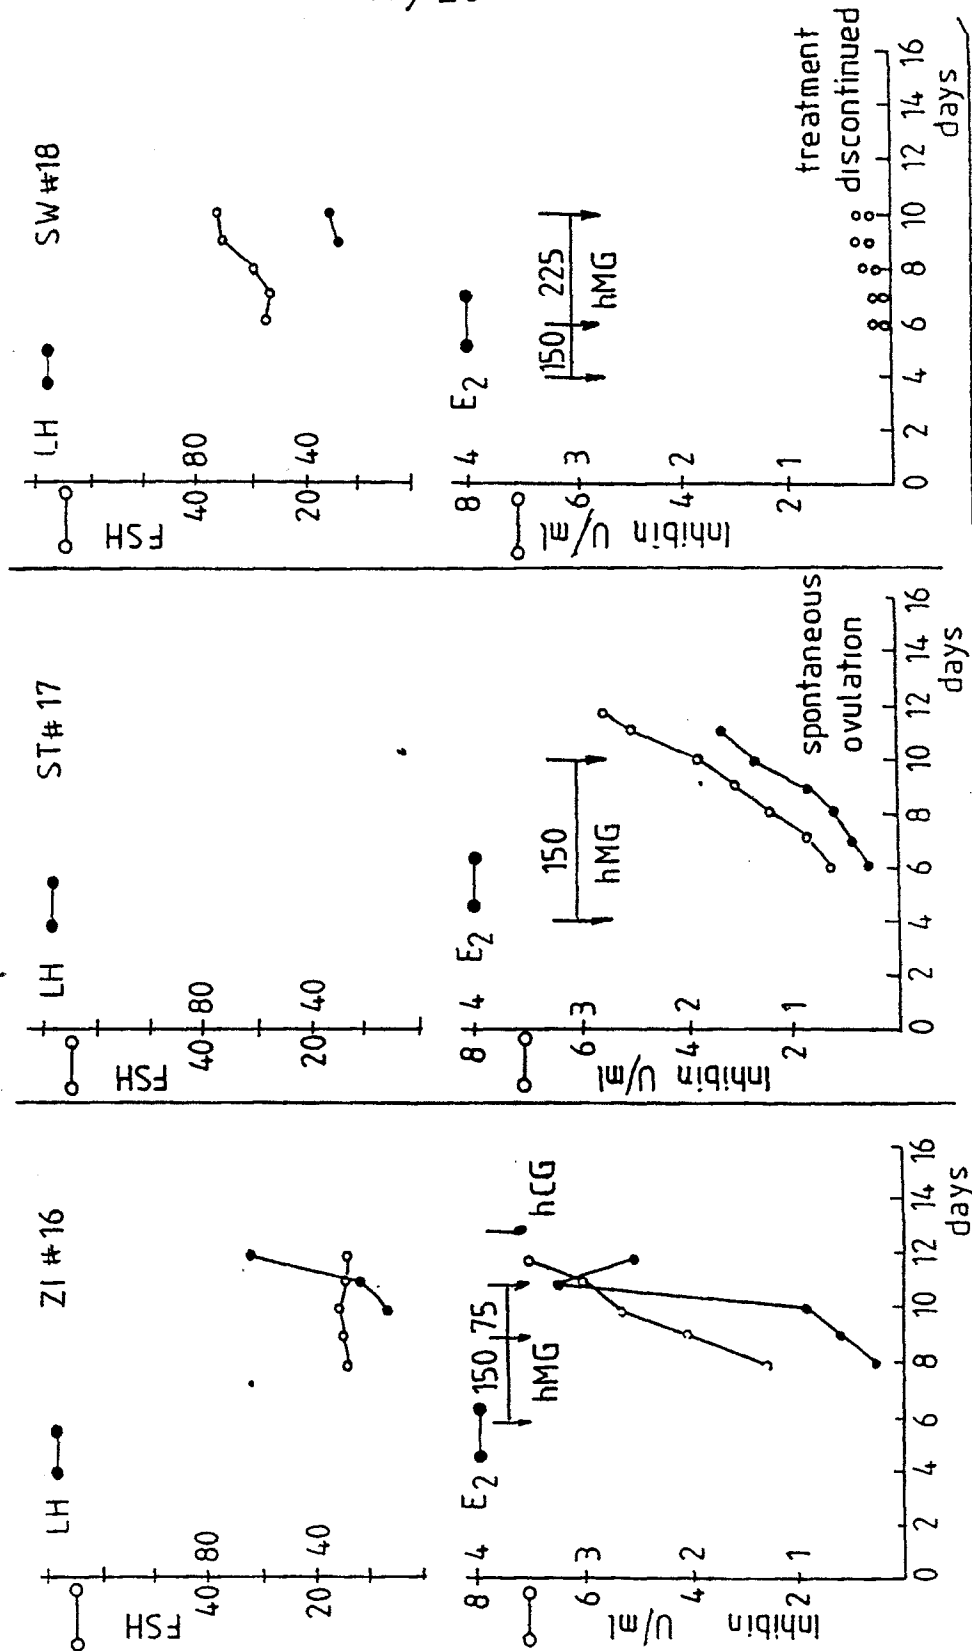 SW #18
LH
FSH
40
80
20
40
E2
150
225
hMG
8
4
6
3
4
2
2
1
Inhibin U/ml
treatment
discontinued
0 2 4 6 8 10 12 14 16
days
ST# 17
LH
FSH
40
80
20
40
E2
150
hMG
8
4
6
3
4
2
2
1
Inhibin U/ml
spontaneous
ovulation
0 2 4 6 8 10 12 14 16
days
ZI #16
LH
FSH
40
80
20
40
E2
150
75
hMG
hCG
8
4
6
3
4
2
2
1
Inhibin U/ml
0 2 4 6 8 10 12 14 16
days